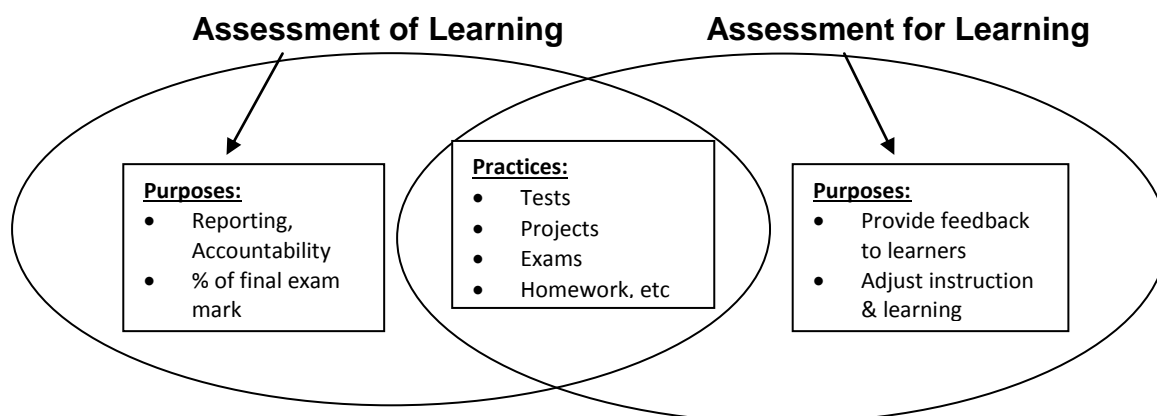 Assessment of Learning
Assessment for Learning
Purposes:
• Reporting,
Accountability
• % of final exam
mark
Practices:
• Tests
• Projects
• Exams
• Homework, etc
Purposes:
• Provide feedback
to learners
• Adjust instruction
& learning